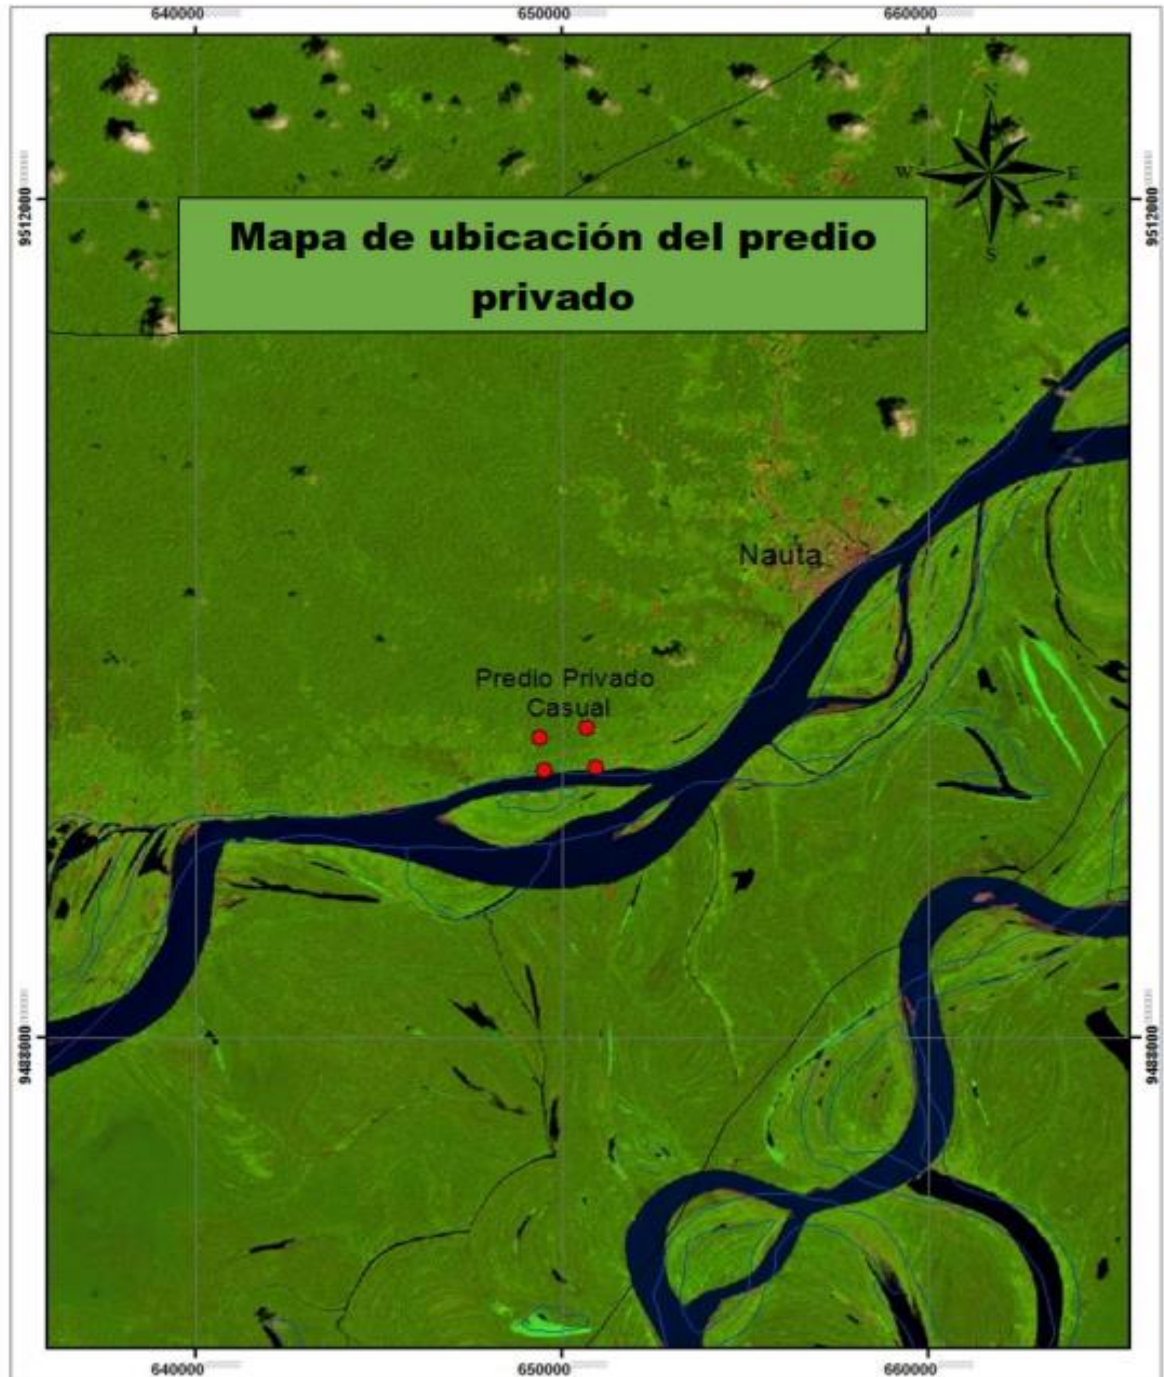 640000 650000 660000
N
W E
S
9512000 9512000
Mapa de ubicación del predio
privado
Nauta
Predio Privado
Casual
9488000 9488000
640000 650000 660000